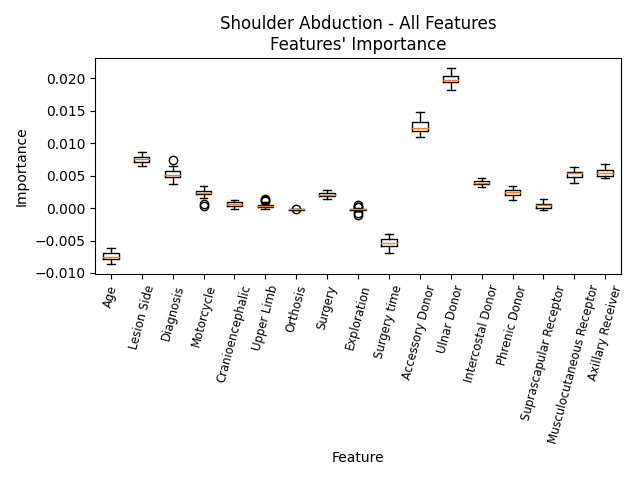 Shoulder Abduction - All Features
Features' Importance
Importance
0.020
0.015
0.010
0.005
0.000
−0.005
−0.010
Age
Lesion Side
Diagnosis
Motorcycle
Cranioencephalic
Upper Limb
Orthosis
Surgery
Exploration
Surgery time
Accessory Donor
Ulnar Donor
Intercostal Donor
Phrenic Donor
Suprascapular Receptor
Musculocutaneous Receptor
Axillary Receiver
Feature